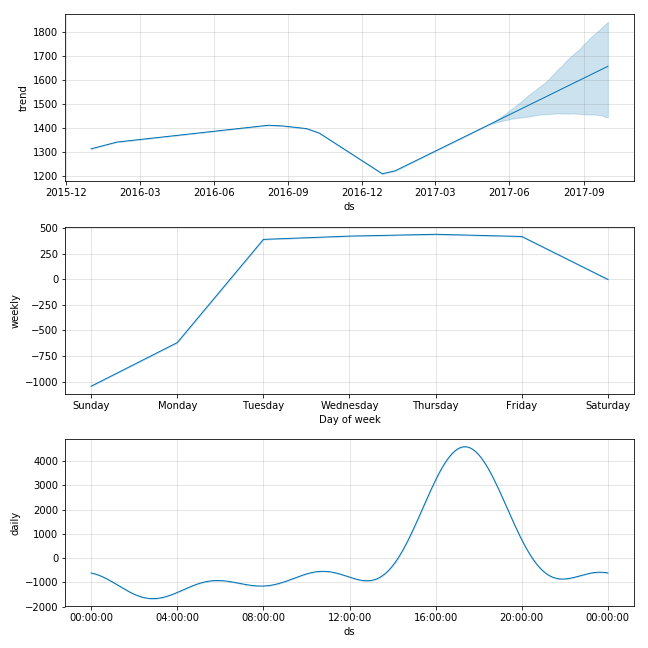 1800
1700
1600
1500
1400
1300
1200
trend
2015-12 2016-03 2016-06 2016-09 2016-12 2017-03 2017-06 2017-09
ds
500
250
0
−250
−500
−750
−1000
weekly
Sunday Monday Tuesday Wednesday Thursday Friday Saturday
Day of week
4000
3000
2000
1000
0
−1000
−2000
daily
00:00:00 04:00:00 08:00:00 12:00:00 16:00:00 20:00:00 00:00:00
ds